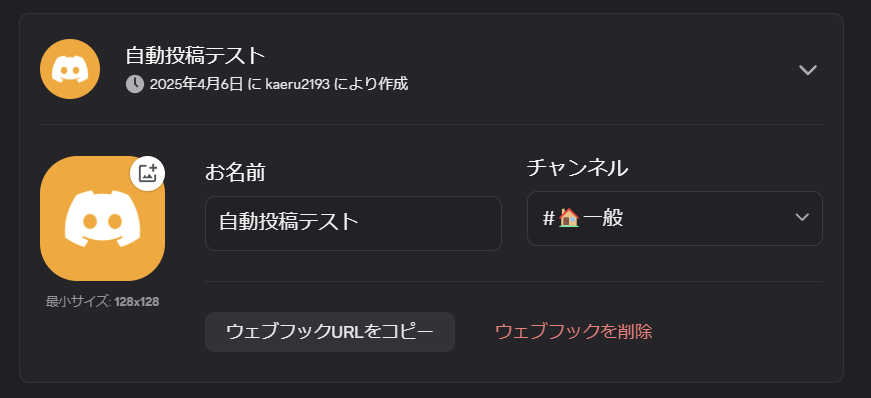 自動投稿テスト
2025年4月6日 に kaeru2193 により作成
お名前
チャンネル
自動投稿テスト
#🏠一般
最小サイズ: 128x128
ウェブフックURLをコピー
ウェブフックを削除